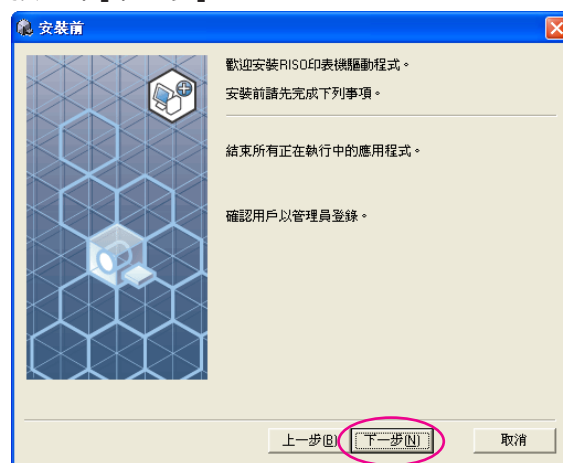 安裝前
歡迎安裝RISO印表機驅動程式。
安裝前請先完成下列事項。
結束所有正在執行中的應用程式。
確認用戶以管理員登錄。
上一步(B)
下一步(N)
取消